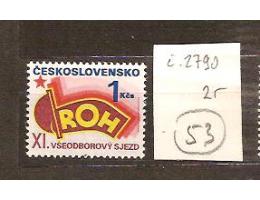 ČESKOSLOVENSKO
1 Kčs
ROH
XI. VŠEODBOROVÝ SJEZD
č. 2790
2r
53